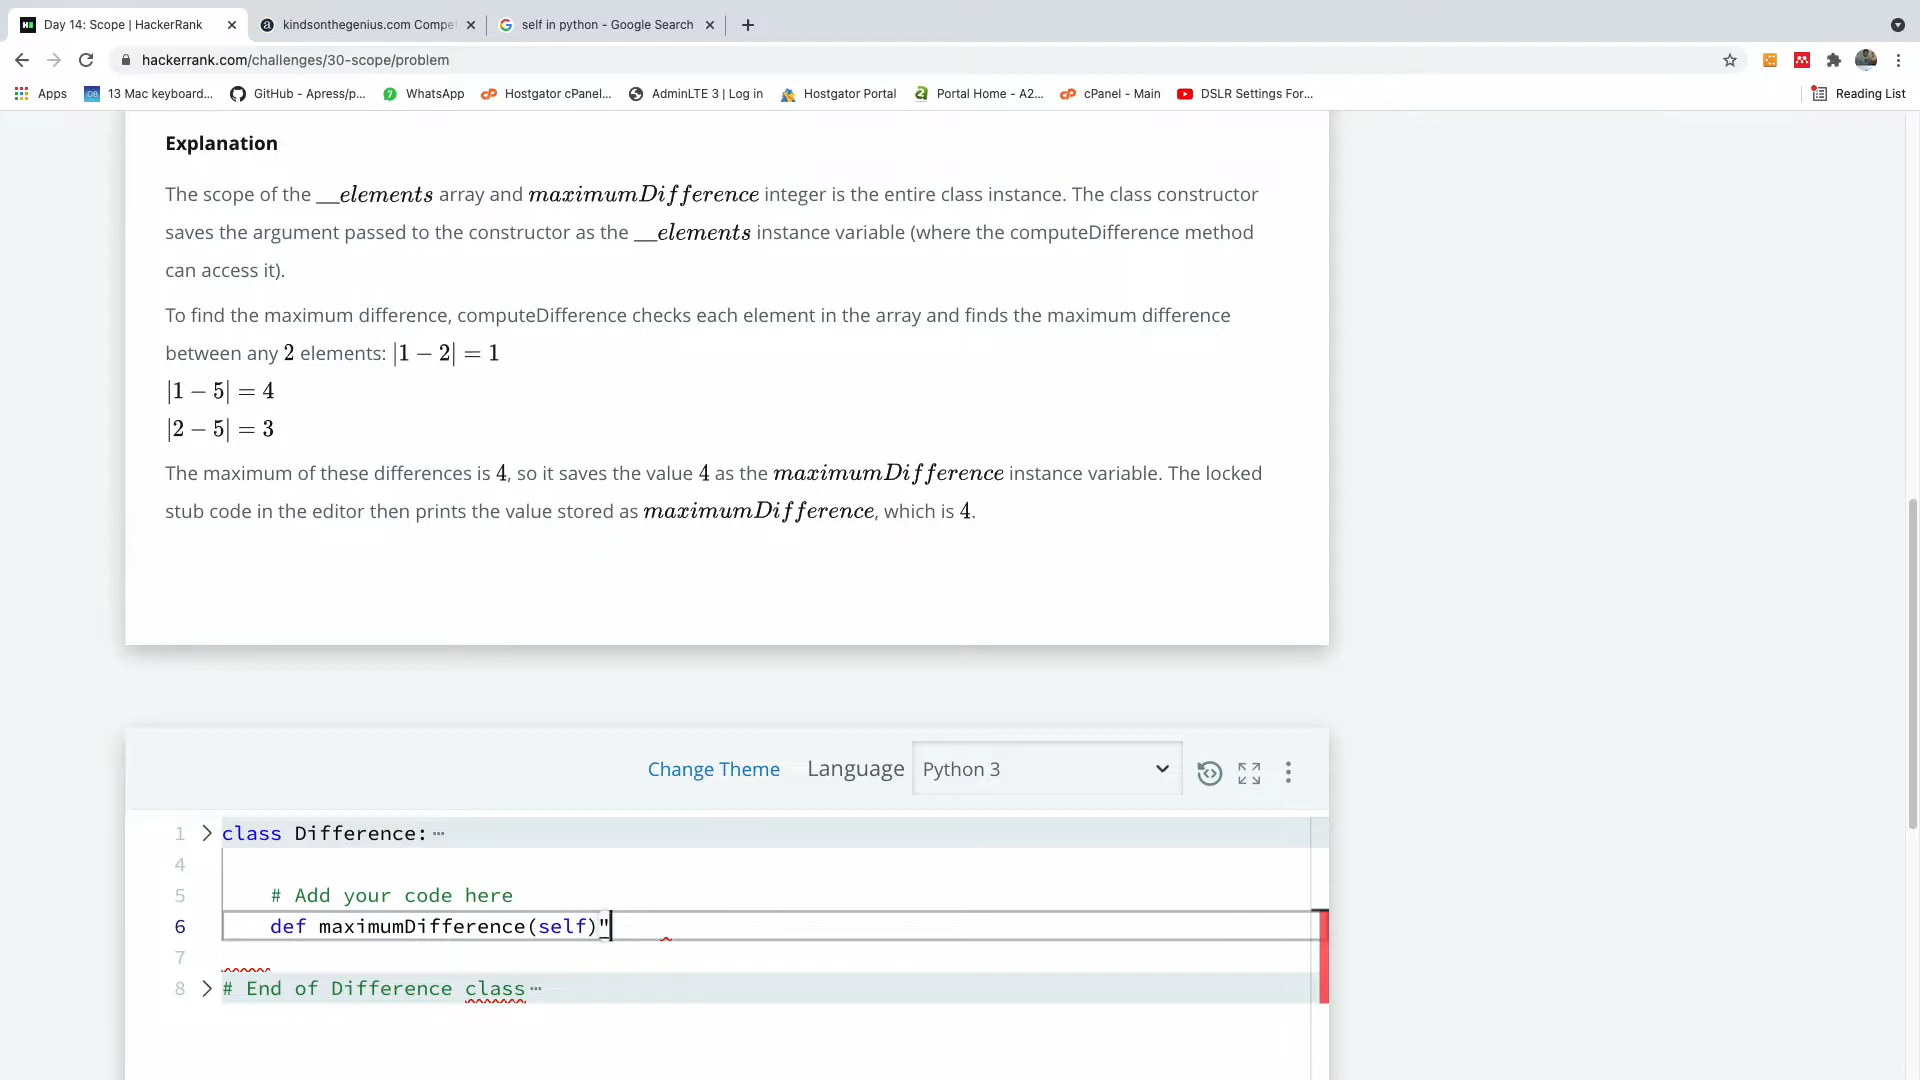 Day 14: Scope | HackerRank
kindsonthegenius.com Compe
self in python - Google Search
hackerrank.com/challenges/30-scope/problem
Apps
13 Mac keyboard...
GitHub - Apress/p...
WhatsApp
Hostgator cPanel...
AdminLTE 3 | Log in
Hostgator Portal
Portal Home - A2...
cPanel - Main
DSLR Settings For...
Reading List
Explanation
The scope of the __elements array and maximumDifference integer is the entire class instance. The class constructor
saves the argument passed to the constructor as the __elements instance variable (where the computeDifference method
can access it).
To find the maximum difference, computeDifference checks each element in the array and finds the maximum difference
between any 2 elements: |1 − 2| = 1
|1 − 5| = 4
|2 − 5| = 3
The maximum of these differences is 4, so it saves the value 4 as the maximumDifference instance variable. The locked
stub code in the editor then prints the value stored as maximumDifference, which is 4.
Change Theme Language Python 3
1 class Difference:
4
5 # Add your code here
6 def maximumDifference(self)"
7
8 # End of Difference class